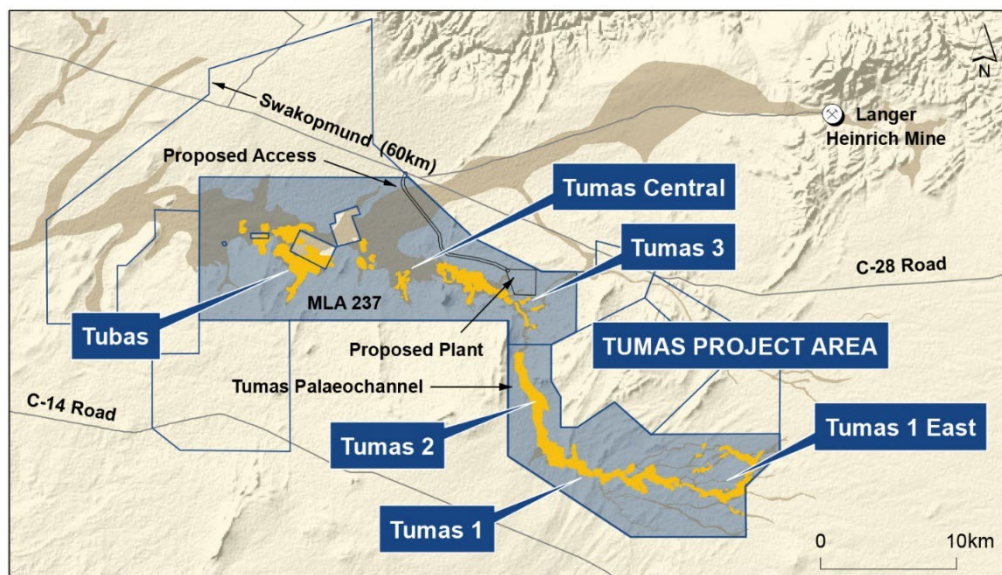 N
Swakopmund (60km)
Langer
Heinrich Mine
Proposed Access
Tumas Central
Tumas 3
C-28 Road
MLA 237
Tubas
Proposed Plant
TUMAS PROJECT AREA
Tumas Palaeochannel
C-14 Road
Tumas 2
Tumas 1 East
Tumas 1
0 10km